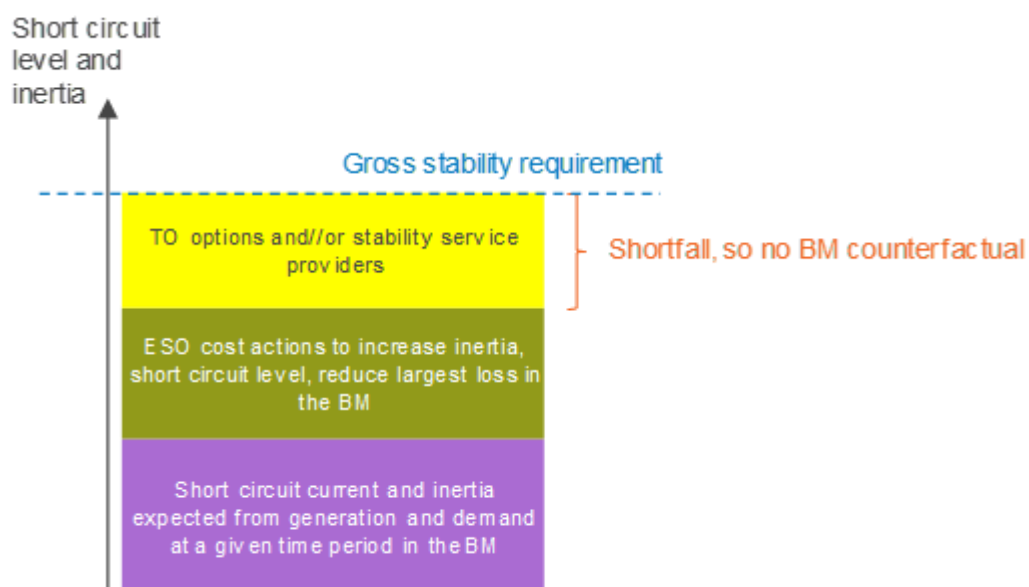 Short circuit
level and
inertia
Gross stability requirement
TO options and//or stability service
providers
Shortfall, so no BM counterfactual
ESO cost actions to increase inertia,
short circuit level, reduce largest loss in
the BM
Short circuit current and inertia
expected from generation and demand
at a given time period in the BM